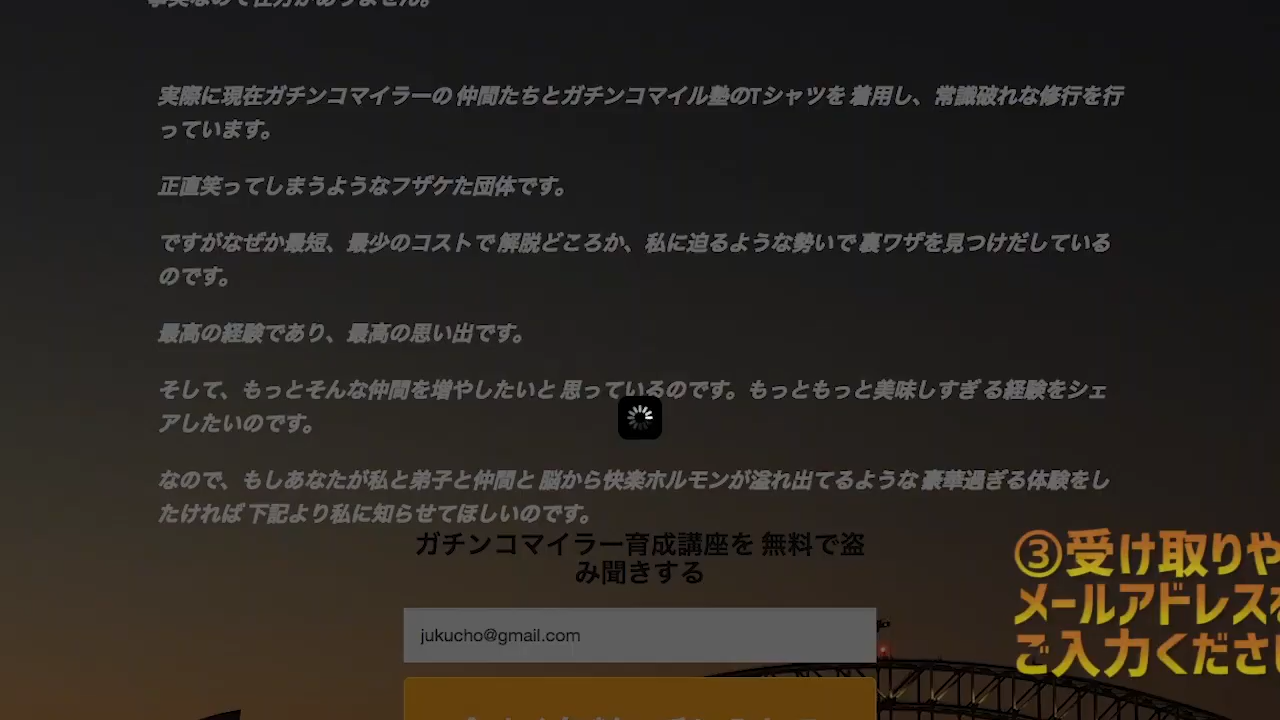 事実なので仕方がありません。
実際に現在ガチンコマイラーの 仲間たちとガチンコマイル塾のTシャツを 着用し、常識破れな修行を行
っています。
正直笑ってしまうようなフザケた団体です。
ですがなぜか最短、最少のコストで 解脱どころか、私に迫るような勢いで 裏ワザを見つけだしている
のです。
最高の経験であり、最高の思い出です。
そして、もっとそんな仲間を増やしたいと 思っているのです。もっともっと美味しすぎ る経験をシェ
アしたいのです。
なので、もしあなたが私と弟子と仲間と 脳から快楽ホルモンが溢れ出てるような 豪華過ぎる体験をし
たければ 下記より私に知らせてほしいのです。
ガチンコマイラー育成講座を 無料で盗
み聞きする
jukucho@gmail.com
③受け取りや
メールアドレスを
ご入力ください